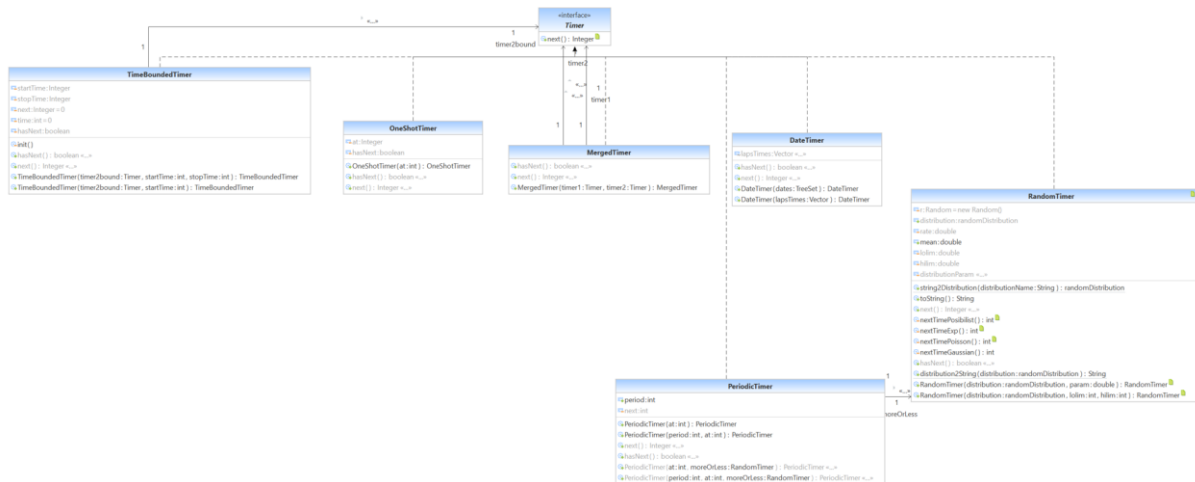 «interface»
Timer
next() : Integer
1
timer2bound
timer2
1
timer1
1
1
1
TimeBoundedTimer
startTime:Integer
stopTime:Integer
next:Integer=0
time:int=0
hasNext:boolean
init()
hasNext() : boolean «...»
next() : Integer «...»
TimeBoundedTimer(timer2bound:Timer, startTime:int, stopTime:int) : TimeBoundedTimer
TimeBoundedTimer(timer2bound:Timer, startTime:int) : TimeBoundedTimer
OneShotTimer
at:Integer
hasNext:boolean
OneShotTimer(at:int) : OneShotTimer
hasNext() : boolean «...»
next() : Integer «...»
MergedTimer
hasNext() : boolean «...»
next() : Integer «...»
MergedTimer(timer1:Timer, timer2:Timer) : MergedTimer
DateTimer
lapsTimes:Vector «...»
hasNext() : boolean «...»
next() : Integer «...»
DateTimer(dates:TreeSet) : DateTimer
DateTimer(lapsTimes:Vector) : DateTimer
RandomTimer
r:Random=new Random()
distribution:randomDistribution
rate:double
mean:double
lolim:double
hilim:double
distributionParam «...»
string2Distribution(distributionName:String) : randomDistribution
toString() : String
next() : Integer «...»
nextTimePosibilist() : int
nextTimeExp() : int
nextTimePoisson() : int
nextTimeGaussian() : int
hasNext() : boolean «...»
distribution2String(distribution:randomDistribution) : String
RandomTimer(distribution:randomDistribution, param:double) : RandomTimer
RandomTimer(distribution:randomDistribution, lolim:int, hilim:int) : RandomTimer
PeriodicTimer
period:int
next:int
PeriodicTimer(at:int) : PeriodicTimer
PeriodicTimer(period:int, at:int) : PeriodicTimer
next() : Integer «...»
hasNext() : boolean «...»
PeriodicTimer(at:int, moreOrLess:RandomTimer) : PeriodicTimer «...»
PeriodicTimer(period:int, at:int, moreOrLess:RandomTimer) : PeriodicTimer «...»
1
«...»
1
moreOrLess